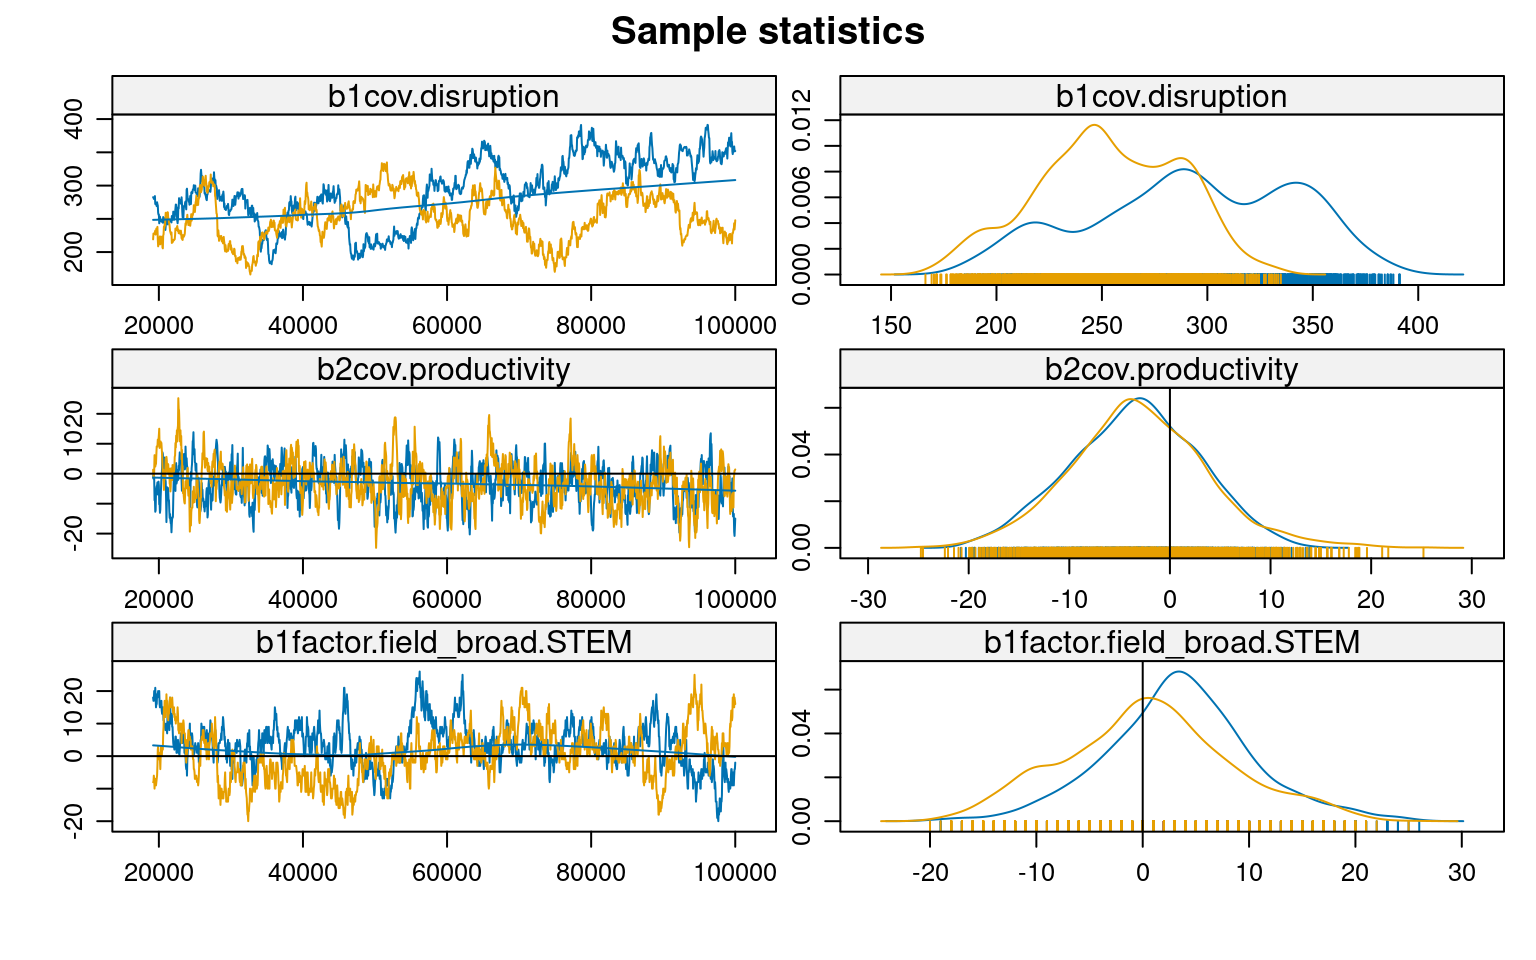 Sample statistics
b1cov.disruption
b1cov.disruption
400
300
200
0.012
0.006
0.000
20000 40000 60000 80000 100000
150 200 250 300 350 400
b2cov.productivity
b2cov.productivity
20
10
0
-20
0.04
0.00
20000 40000 60000 80000 100000
-30 -20 -10 0 10 20 30
b1factor.field_broad.STEM
b1factor.field_broad.STEM
20
10
0
-20
0.04
0.00
20000 40000 60000 80000 100000
-20 -10 0 10 20 30